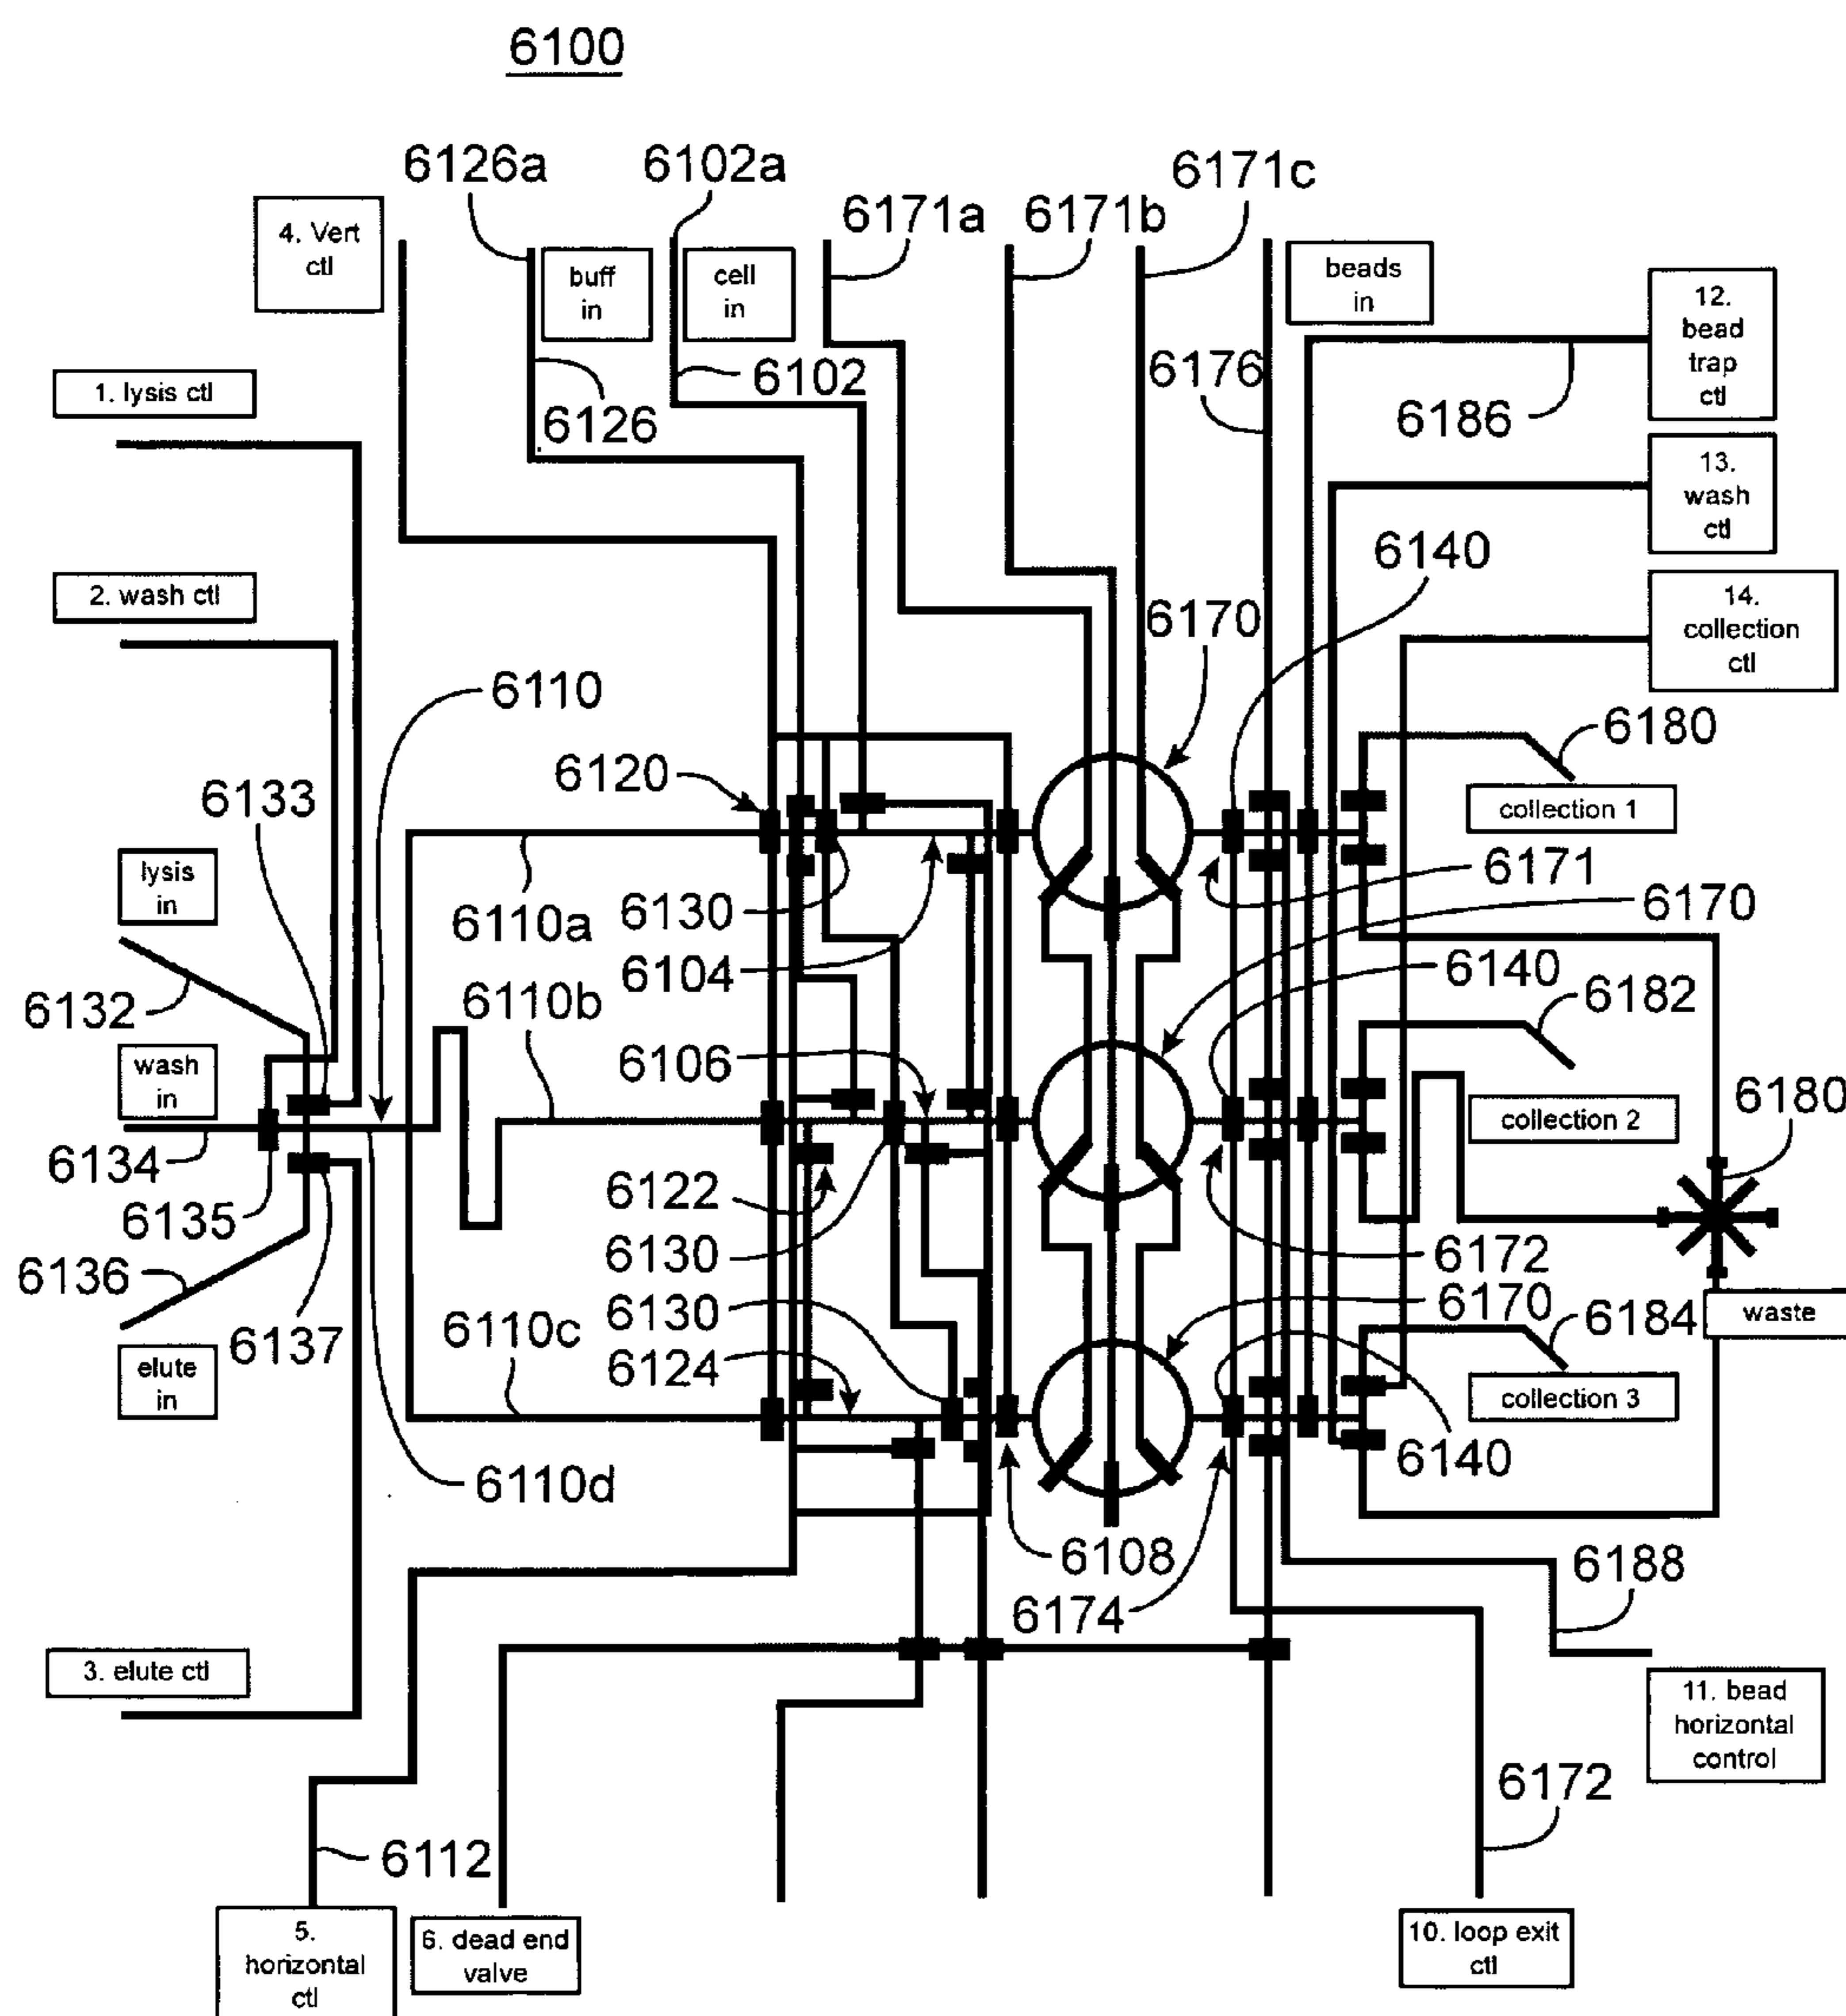 6100
6126a
6102a
6171a
6171b
6171c
4. Vert
ctl
buff
in
cell
in
beads
in
12.
bead
trap
ctl
6102
6126
6176
6186
1. lysis ctl
13.
wash
ctl
2. wash ctl
6140
14.
collection
ctl
6170
6110
6180
6120
6133
collection 1
lysis
in
6171
6110a
6130
6170
6104
6140
6182
6132
6110b
6106
wash
in
6180
collection 2
6134
6122
6135
6130
6172
6136
6130
6170
6184
waste
6137
6110c
6124
elute
in
collection 3
6140
6110d
6108
6188
6174
3. elute ctl
11. bead
horizontal
control
6172
6112
5.
horizontal
ctl
6. dead end
valve
10. loop exit
ctl